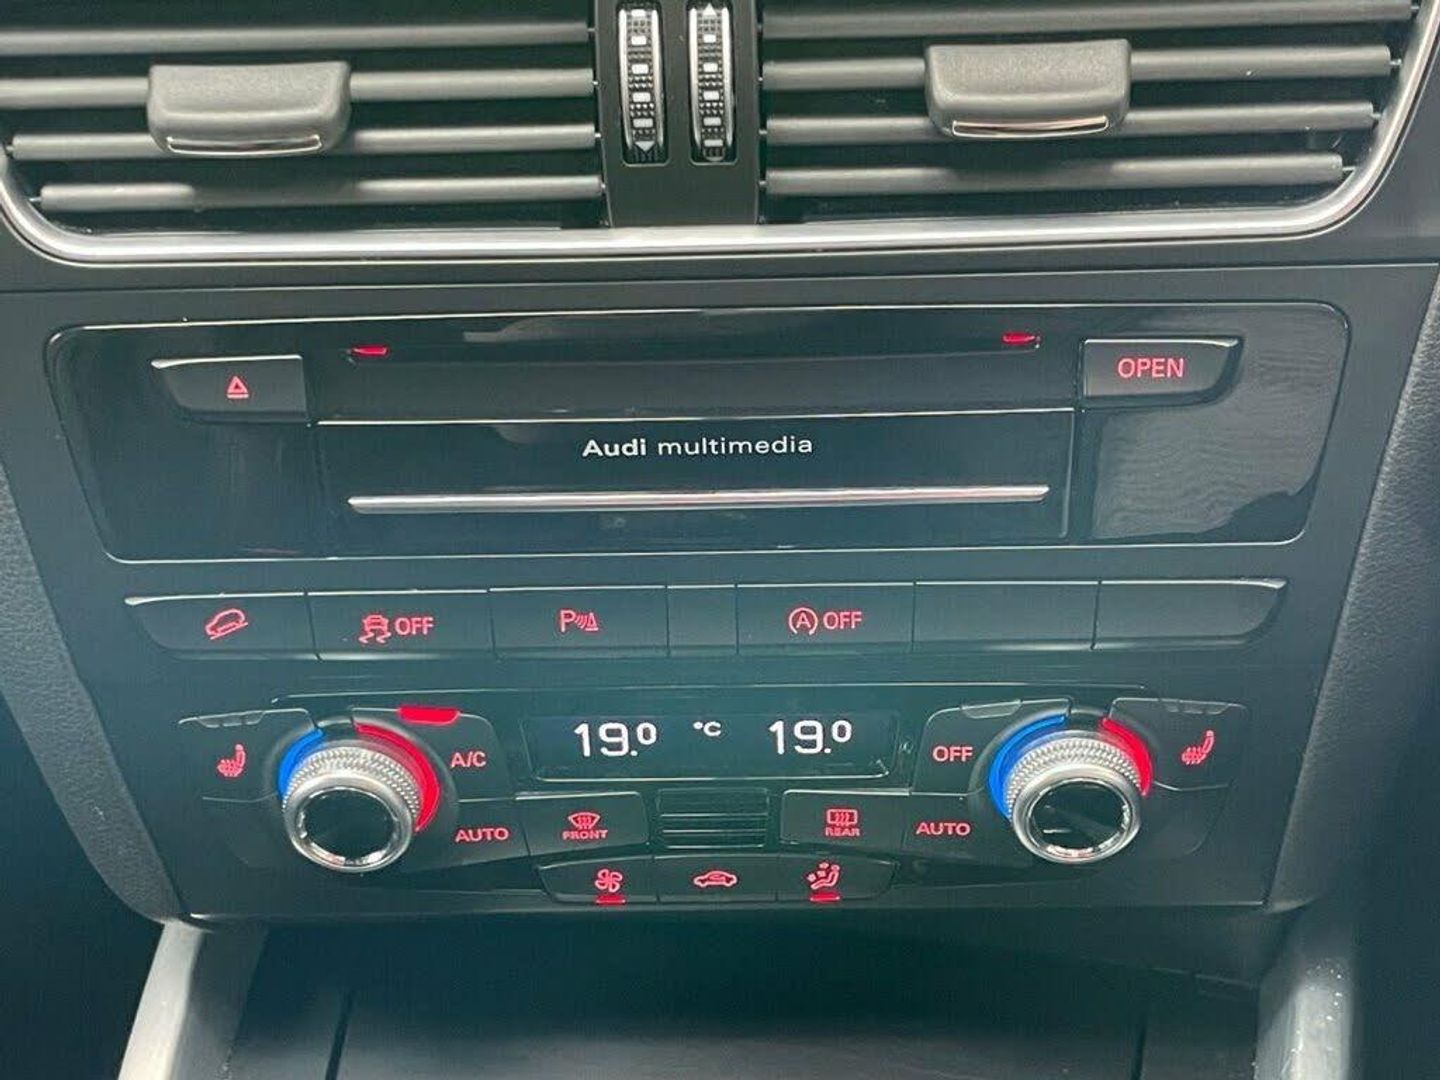 OPEN
Audi multimedia
OFF
P
A OFF
19.0 °C 19.0
A/C
OFF
AUTO
FRONT
REAR
AUTO